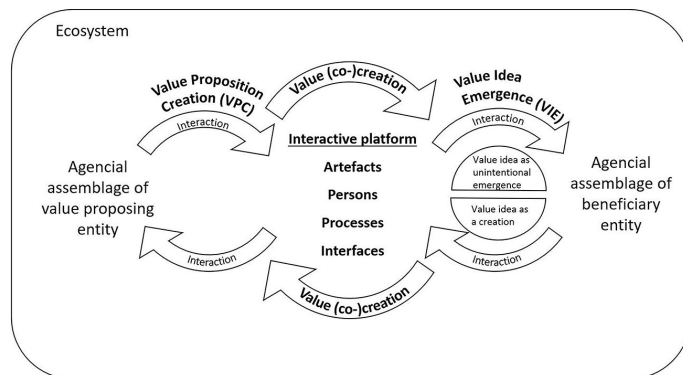 Ecosystem
Value Proposition
Creation (VPC)
Interaction
Value (co-)creation
Value Idea
Emergence (VIE)
Interaction
Interactive platform
Artefacts
Persons
Processes
Interfaces
Agencial
assemblage of
value proposing
entity
Value idea as
unintentional
emergence
Value idea as
a creation
Agencial
assemblage of
beneficiary
entity
Interaction
Value (co-)creation
Interaction